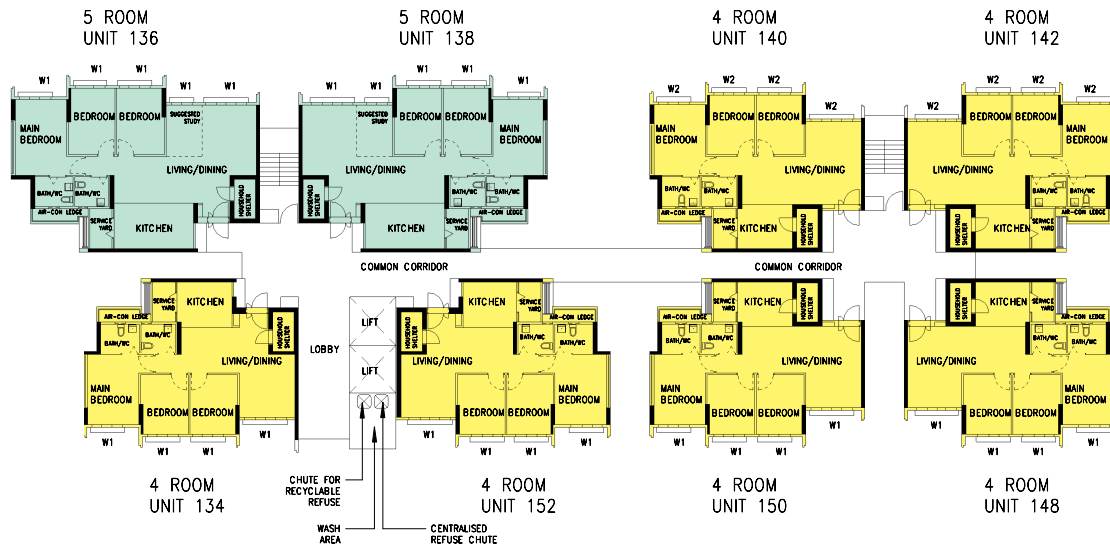 5 ROOM
UNIT 136
5 ROOM
UNIT 138
4 ROOM
UNIT 140
4 ROOM
UNIT 142
W1
W1
W1
W1
W1
MAIN
BEDROOM
BEDROOM
BEDROOM
SUGGESTED
STUDY
LIVING/DINING
BATH/WC
BATH/WC
AIR-CON LEDGE
SERVICE
YARD
KITCHEN
HOUSEHOLD
SHELTER
W1
W1
W1
W1
W1
SUGGESTED
STUDY
BEDROOM
BEDROOM
MAIN
BEDROOM
LIVING/DINING
BATH/WC
BATH/WC
AIR-CON LEDGE
SERVICE
YARD
KITCHEN
HOUSEHOLD
SHELTER
W2
W2
W2
W2
MAIN
BEDROOM
BEDROOM
BEDROOM
LIVING/DINING
BATH/WC
BATH/WC
AIR-CON LEDGE
SERVICE
YARD
KITCHEN
HOUSEHOLD
SHELTER
W2
W2
W2
W2
BEDROOM
BEDROOM
MAIN
BEDROOM
LIVING/DINING
BATH/WC
BATH/WC
AIR-CON LEDGE
SERVICE
YARD
KITCHEN
HOUSEHOLD
SHELTER
COMMON CORRIDOR
COMMON CORRIDOR
KITCHEN
SERVICE
YARD
AIR-CON LEDGE
BATH/WC
BATH/WC
HOUSEHOLD
SHELTER
LIVING/DINING
MAIN
BEDROOM
BEDROOM
BEDROOM
W1
W1
W1
W1
LOBBY
LIFT
LIFT
KITCHEN
SERVICE
YARD
AIR-CON LEDGE
BATH/WC
BATH/WC
HOUSEHOLD
SHELTER
LIVING/DINING
BEDROOM
BEDROOM
MAIN
BEDROOM
W1
W1
W1
W1
KITCHEN
SERVICE
YARD
AIR-CON LEDGE
BATH/WC
BATH/WC
HOUSEHOLD
SHELTER
LIVING/DINING
MAIN
BEDROOM
BEDROOM
BEDROOM
W1
W1
W1
W1
KITCHEN
SERVICE
YARD
AIR-CON LEDGE
BATH/WC
BATH/WC
HOUSEHOLD
SHELTER
LIVING/DINING
BEDROOM
BEDROOM
MAIN
BEDROOM
W1
W1
W1
W1
4 ROOM
UNIT 134
CHUTE FOR
RECYCLABLE
REFUSE
WASH
AREA
CENTRALISED
REFUSE CHUTE
4 ROOM
UNIT 152
4 ROOM
UNIT 150
4 ROOM
UNIT 148